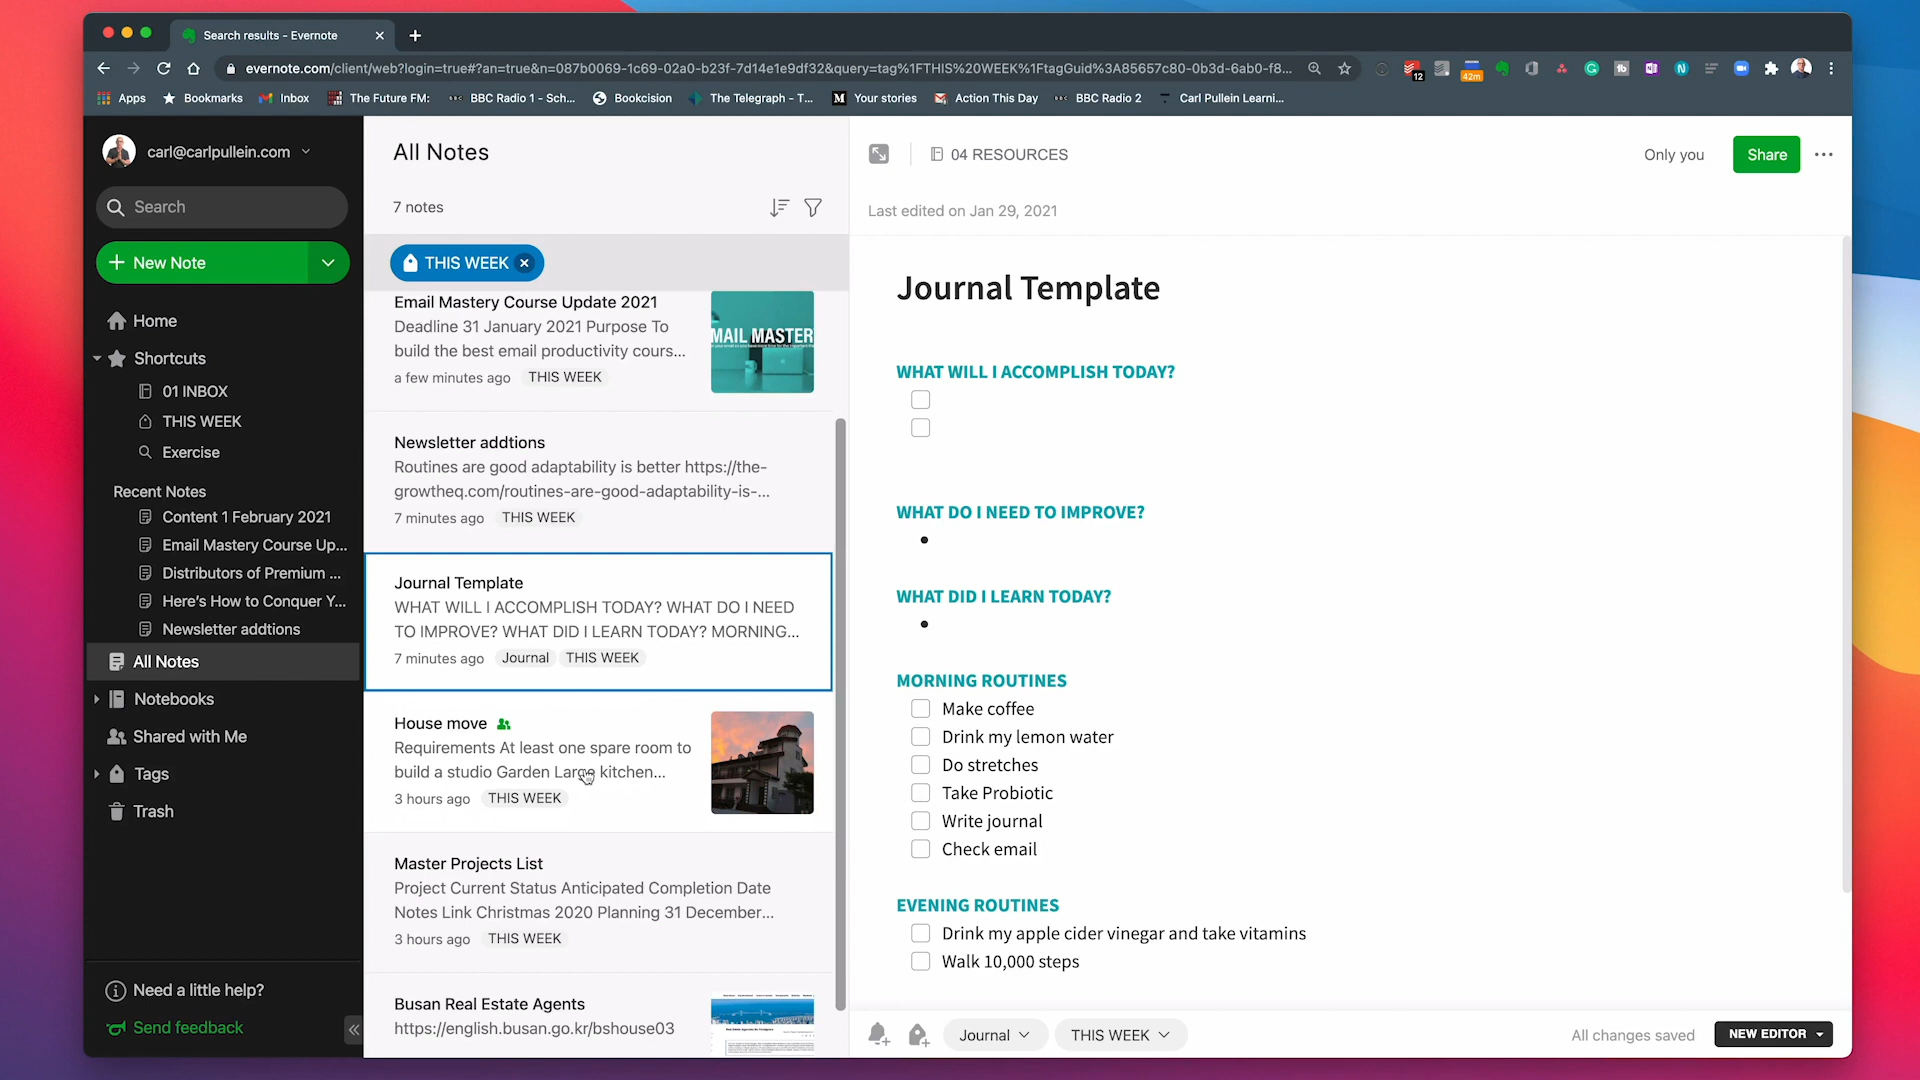 Search results - Evernote
evernote.com/client/web?login=true#?an=true&n=087b0069-1c69-02a0-b23f-7d14e1e9df32&query=tag%1FTHIS%20WEEK%1FtagGuid%3A85657c80-0b3d-6ab0-f8...
12
42m
Apps
Bookmarks
Inbox
The Future FM:
BBC Radio 1 - Sch...
Bookcision
The Telegraph - T...
Your stories
Action This Day
BBC Radio 2
Carl Pullein Learni...
carl@carlpullein.com
Search
New Note
Home
Shortcuts
01 INBOX
THIS WEEK
Exercise
Recent Notes
Content 1 February 2021
Email Mastery Course Up...
Distributors of Premium ...
Here's How to Conquer Y...
Newsletter addtions
All Notes
Notebooks
Shared with Me
Tags
Trash
Need a little help?
Send feedback
All Notes
7 notes
THIS WEEK
Email Mastery Course Update 2021
Deadline 31 January 2021 Purpose To
build the best email productivity cours...
a few minutes ago THIS WEEK
MAIL MASTER
Newsletter addtions
Routines are good adaptability is better https://the-
growtheq.com/routines-are-good-adaptability-is-...
7 minutes ago THIS WEEK
Journal Template
WHAT WILL I ACCOMPLISH TODAY? WHAT DO I NEED
TO IMPROVE? WHAT DID I LEARN TODAY? MORNING...
7 minutes ago Journal THIS WEEK
House move
Requirements At least one spare room to
build a studio Garden Large kitchen...
3 hours ago THIS WEEK
Master Projects List
Project Current Status Anticipated Completion Date
Notes Link Christmas 2020 Planning 31 December...
3 hours ago THIS WEEK
Busan Real Estate Agents
https://english.busan.go.kr/bshouse03
04 RESOURCES
Only you
Share
Last edited on Jan 29, 2021
Journal Template
WHAT WILL I ACCOMPLISH TODAY?
WHAT DO I NEED TO IMPROVE?
WHAT DID I LEARN TODAY?
MORNING ROUTINES
Make coffee
Drink my lemon water
Do stretches
Take Probiotic
Write journal
Check email
EVENING ROUTINES
Drink my apple cider vinegar and take vitamins
Walk 10,000 steps
Journal
THIS WEEK
All changes saved
NEW EDITOR